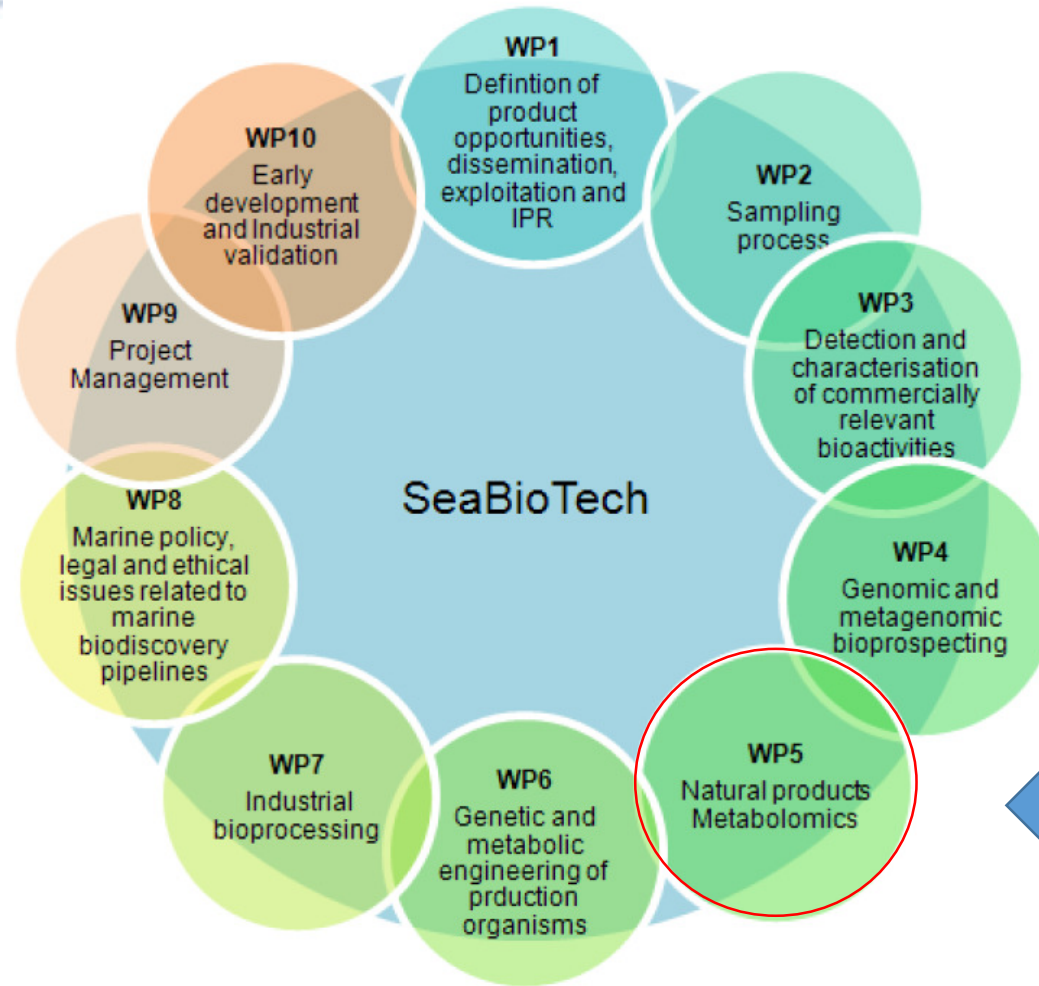 WP1
Defintion of
product
opportunities,
dissemination,
exploitation and
IPR
WP2
Sampling
process
WP3
Detection and
characterisation
of commercially
relevant
bioactivities
WP4
Genomic and
metagenomic
bioprospecting
WP5
Natural products
Metabolomics
WP6
Genetic and
metabolic
engineering of
prduction
organisms
WP7
Industrial
bioprocessing
WP8
Marine policy,
legal and ethical
issues related to
marine
biodiscovery
pipelines
WP9
Project
Management
WP10
Early
development
and Industrial
validation
SeaBioTech